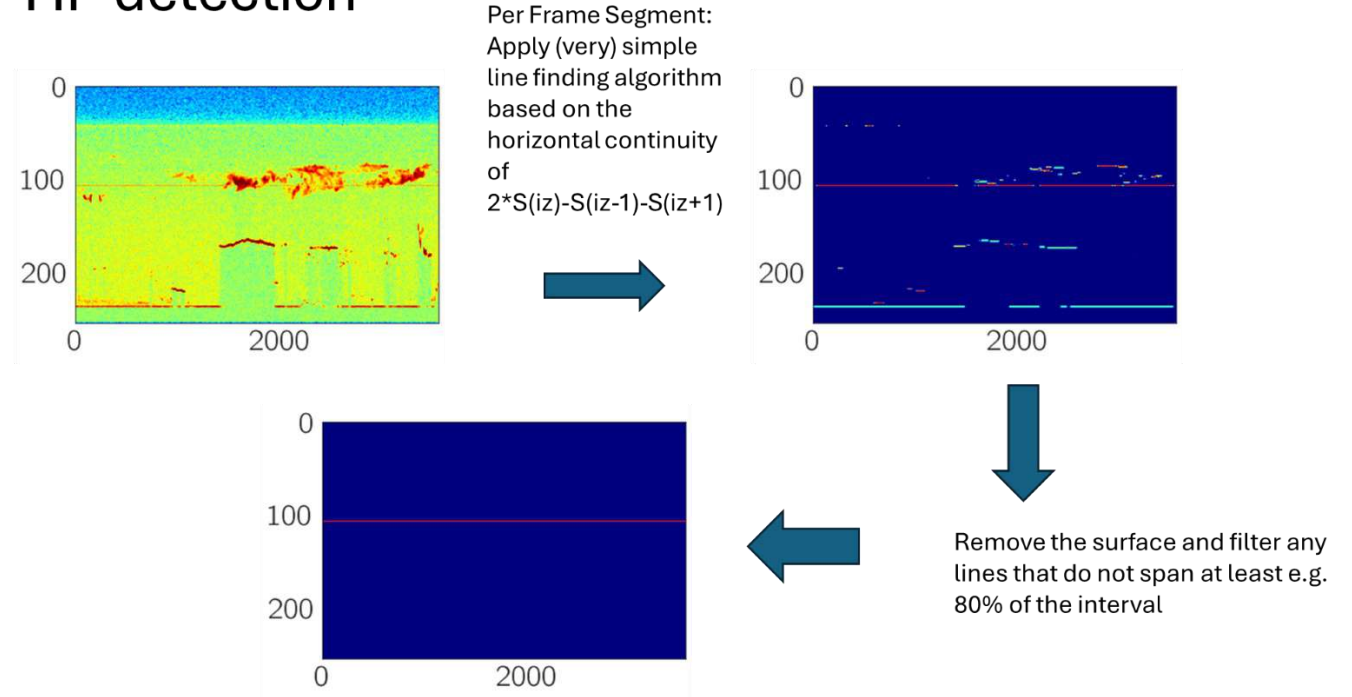 detection
Per Frame Segment:
Apply (very) simple
line finding algorithm
based on the
horizontal continuity
of
2*S(iz)-S(iz-1)-S(iz+1)
0
100
200
0
2000
0
100
200
0
2000
Remove the surface and filter any
lines that do not span at least e.g.
80% of the interval
0
100
200
0
2000